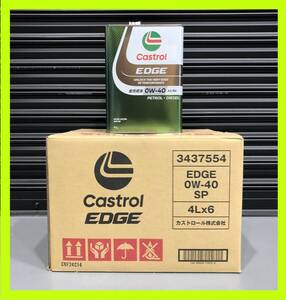 Castrol
EDGE
0W-40
PETROL • DIESEL
3437554
EDGE
0W-40
SP
4Lx6
カストロール株式会社
Castrol
EDGE